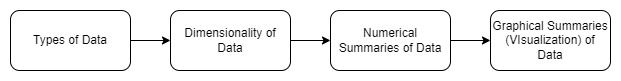 Types of Data
Dimensionality of
Data
Numerical
Summaries of Data
Graphical Summaries
(VIsualization) of
Data